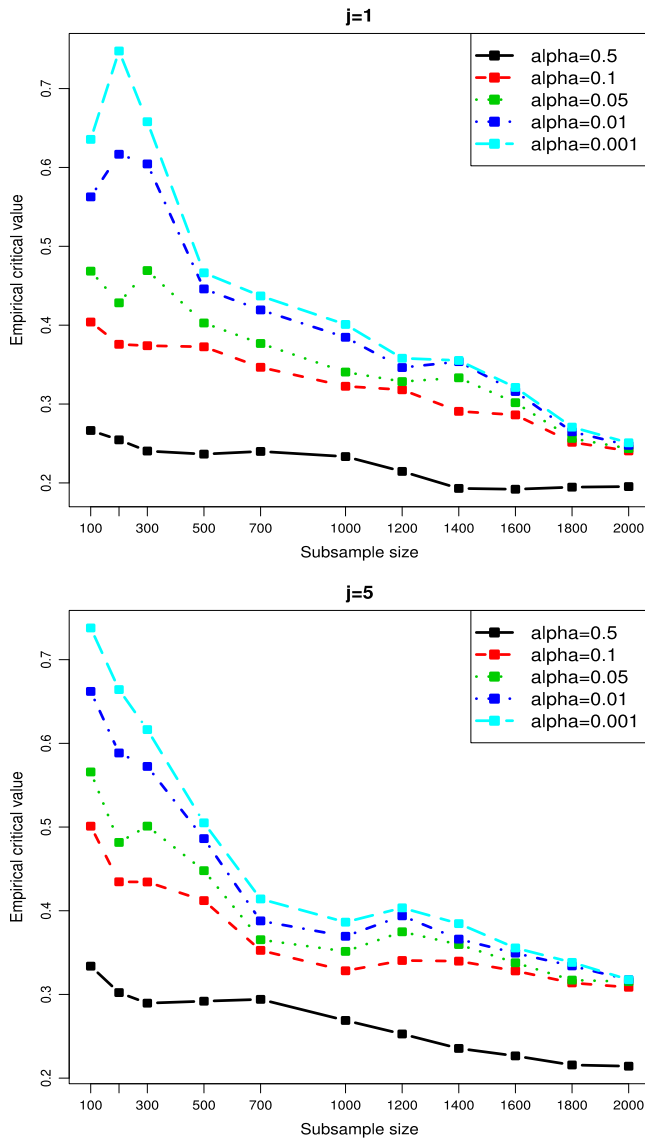 j=1
alpha=0.5
alpha=0.1
alpha=0.05
alpha=0.01
alpha=0.001
Empirical critical value
0.7
0.6
0.5
0.4
0.3
0.2
100 300 500 700 1000 1200 1400 1600 1800 2000
Subsample size
j=5
alpha=0.5
alpha=0.1
alpha=0.05
alpha=0.01
alpha=0.001
Empirical critical value
0.7
0.6
0.5
0.4
0.3
0.2
100 300 500 700 1000 1200 1400 1600 1800 2000
Subsample size